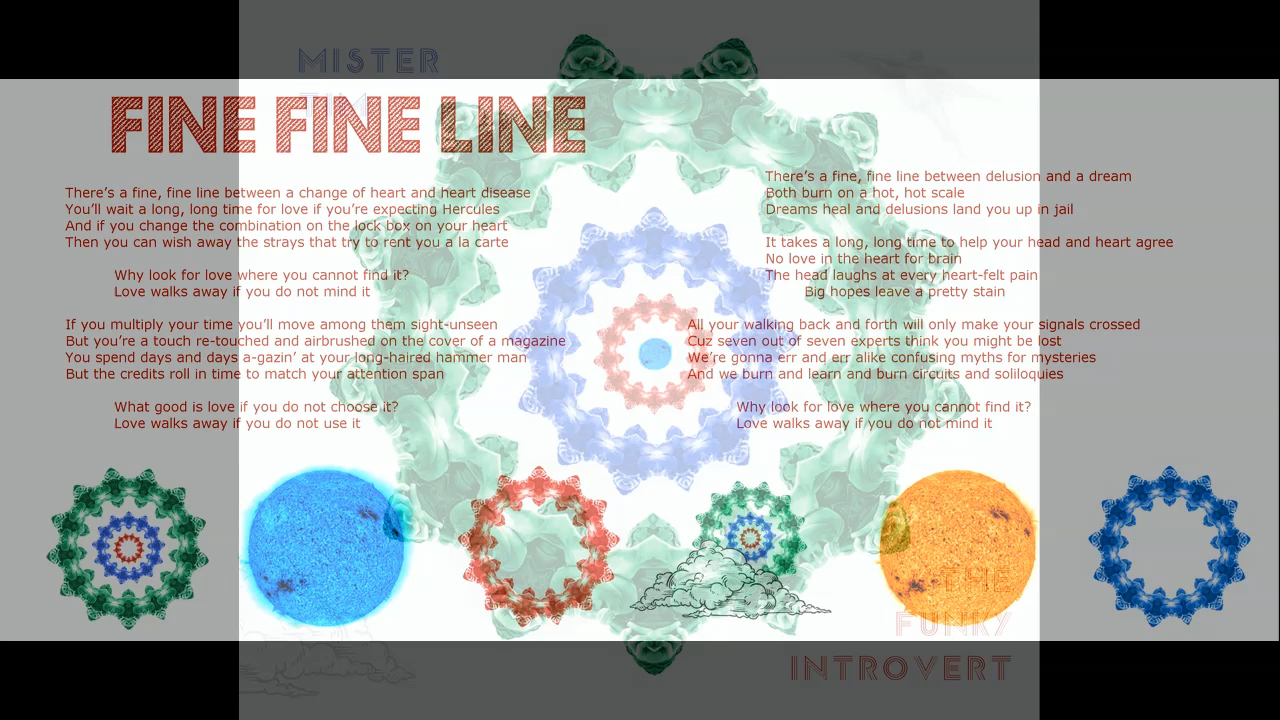 MISTER
FINE FINE LINE
There's a fine, fine line between a change of heart and heart disease
You'll wait a long, long time for love if you're expecting Hercules
And if you change the combination on the lock box on your heart
Then you can wish away the strays that try to rent you a la carte
Why look for love where you cannot find it?
Love walks away if you do not mind it
If you multiply your time you'll move among them sight-unseen
But you're a touch re-touched and airbrushed on the cover of a magazine
You spend days and days a-gazin' at your long-haired hammer man
But the credits roll in time to match your attention span
What good is love if you do not choose it?
Love walks away if you do not use it
There's a fine, fine line between delusion and a dream
Both burn on a hot, hot scale
Dreams heal and delusions land you up in jail
It takes a long, long time to help your head and heart agree
No love in the heart for brain
The head laughs at every heart-felt pain
Big hopes leave a pretty stain
All your walking back and forth will only make your signals crossed
Cuz seven out of seven experts think you might be lost
We're gonna err and err alike confusing myths for mysteries
And we burn and learn and burn circuits and soliloquies
Why look for love where you cannot find it?
Love walks away if you do not mind it
THE
FUNKY
INTROVERT